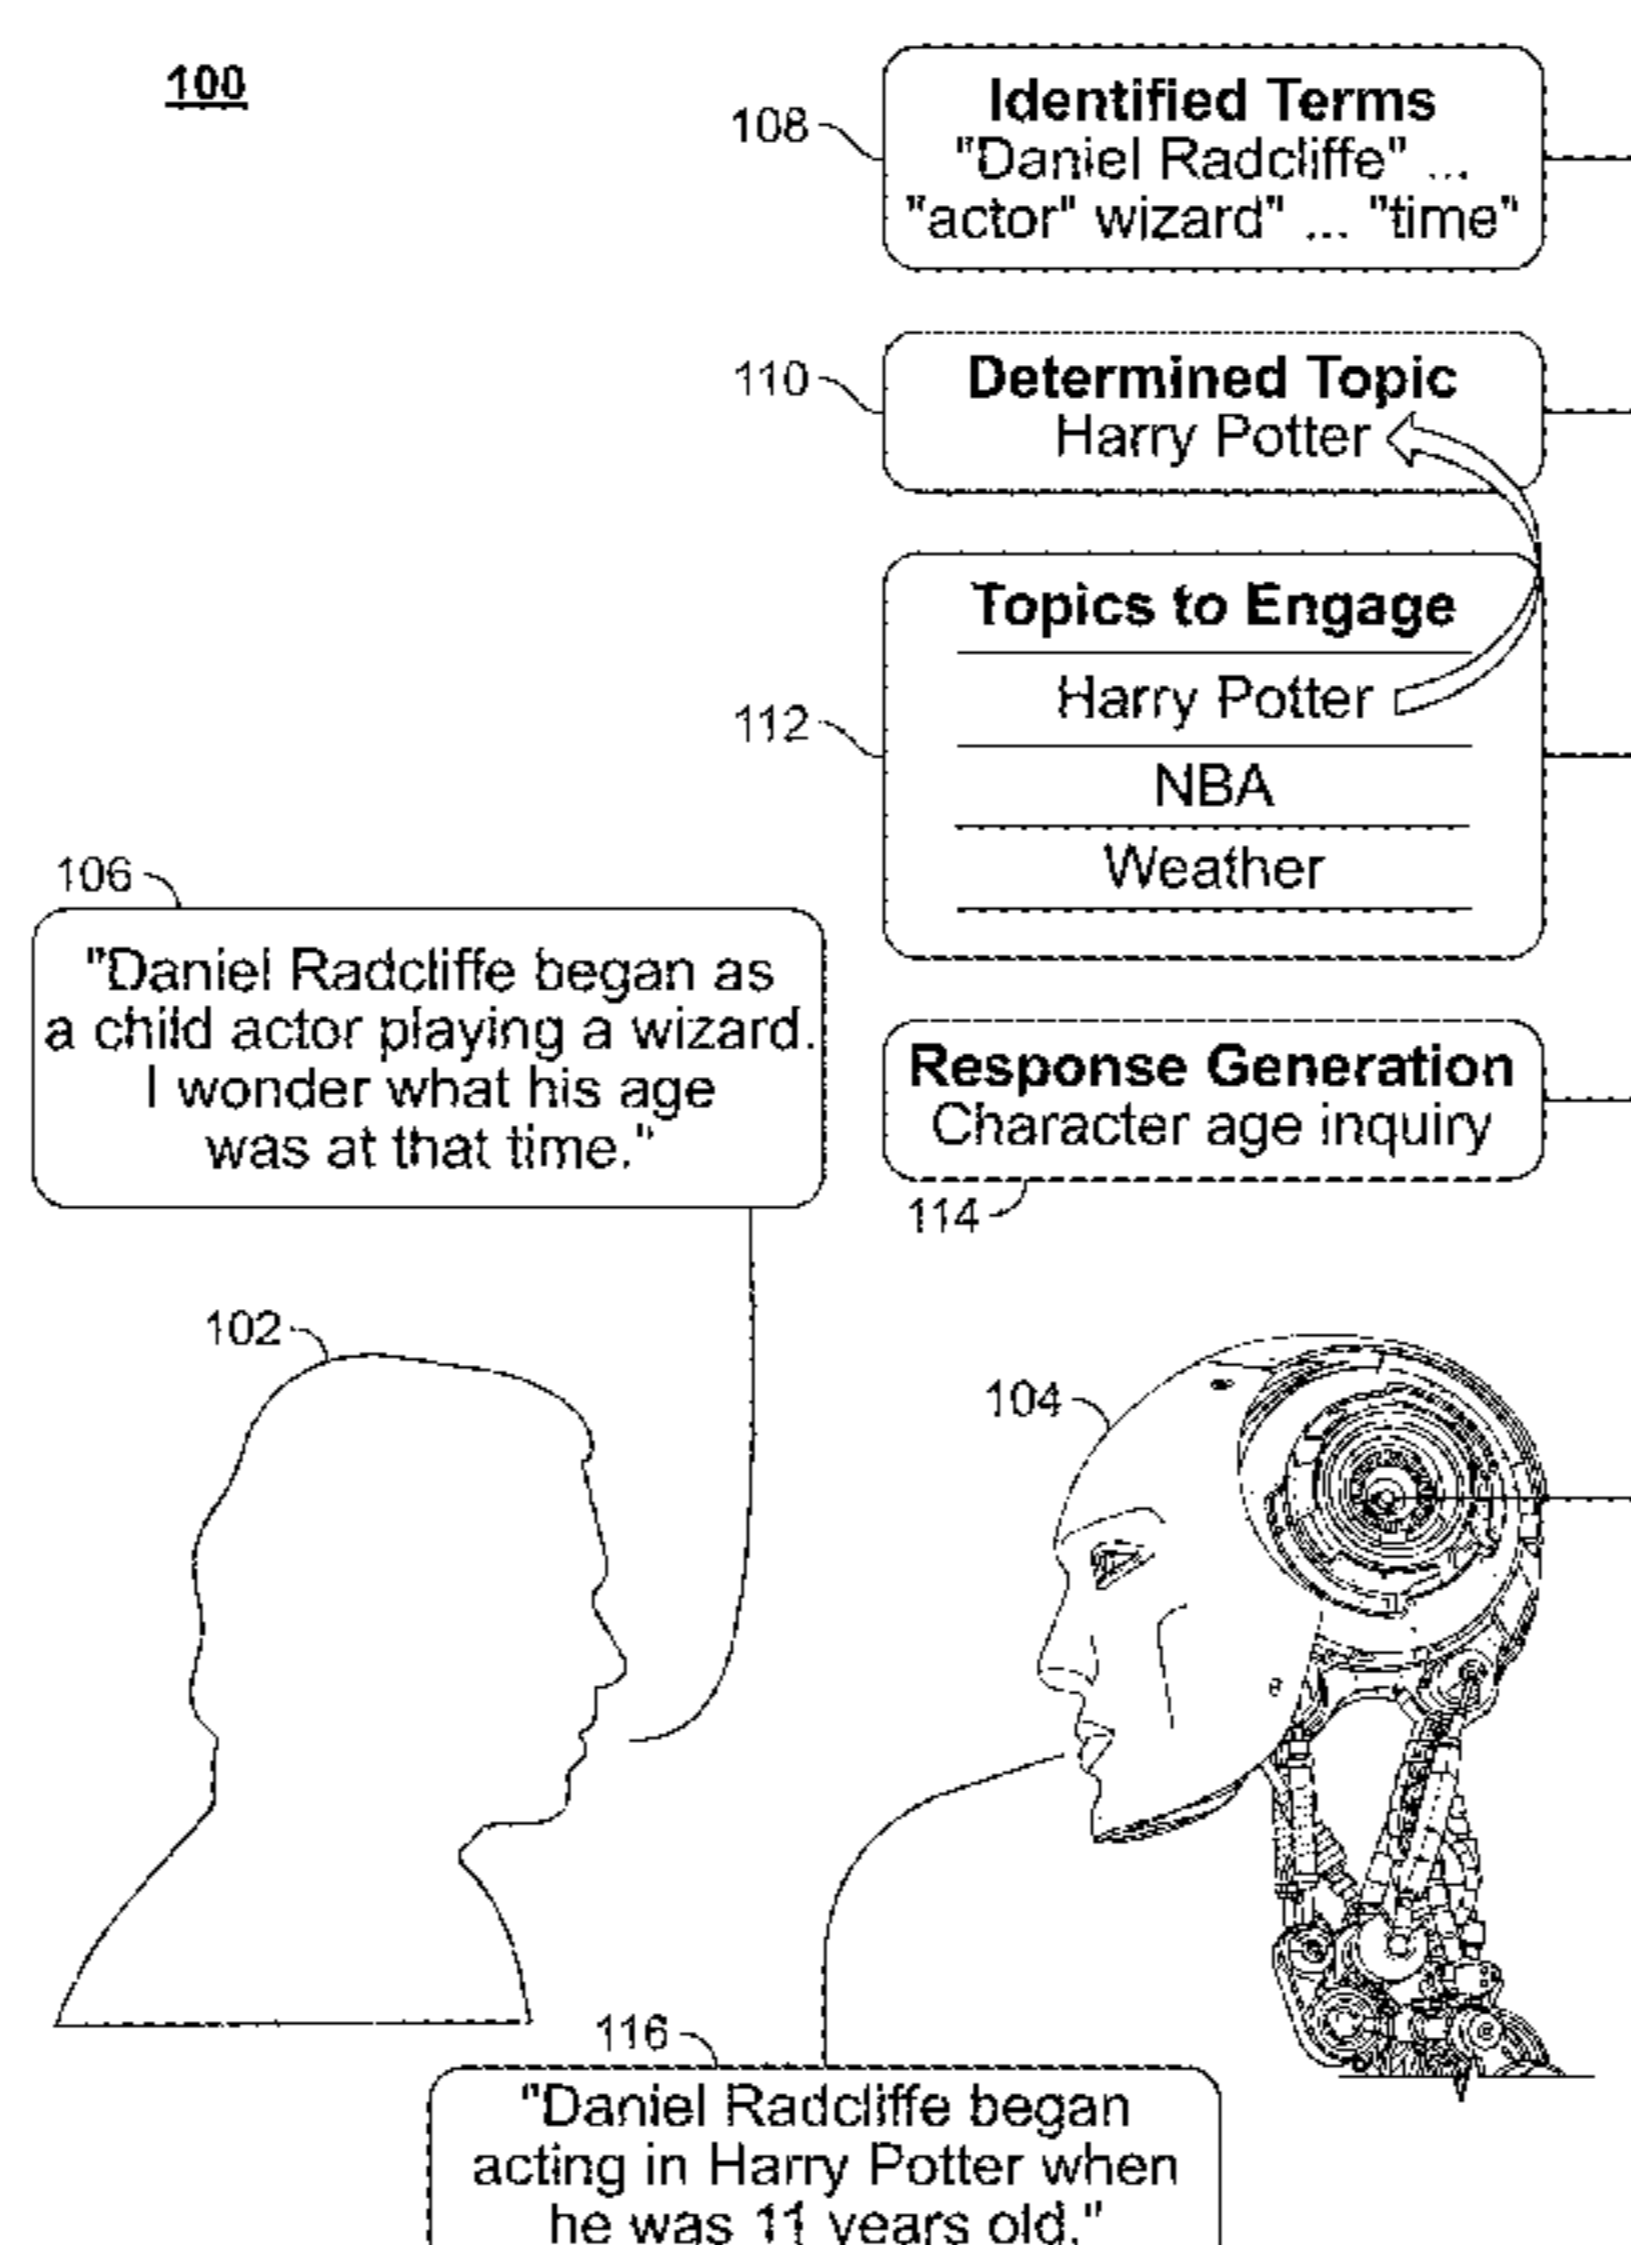 100
108
Identified Terms
"Daniel Radcliffe" ...
"actor" wizard" ... "time"
110
Determined Topic
Harry Potter
112
Topics to Engage
Harry Potter
NBA
Weather
106
"Daniel Radcliffe began as
a child actor playing a wizard.
I wonder what his age
was at that time."
Response Generation
Character age inquiry
114
102
104
116
"Daniel Radcliffe began
acting in Harry Potter when
he was 11 years old."